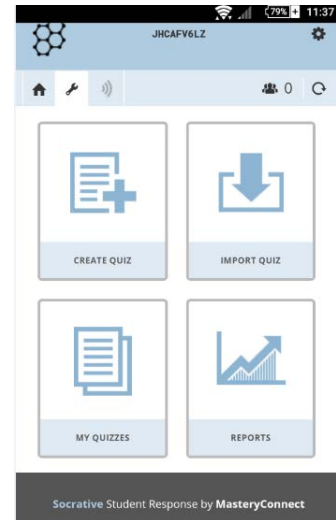 79% 11:37
JHCAFV6LZ
0
CREATE QUIZ
IMPORT QUIZ
MY QUIZZES
REPORTS
Socrative Student Response by MasteryConnect